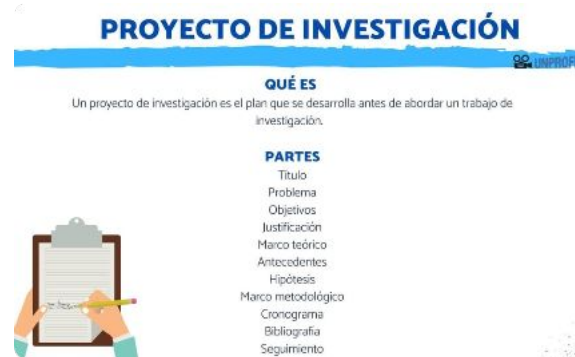 PROYECTO DE INVESTIGACIÓN
UNPROF
QUÉ ES
Un proyecto de investigación es el plan que se desarrolla antes de abordar un trabajo de
investigación.
PARTES
Título
Problema
Objetivos
Justificación
Marco teórico
Antecedentes
Hipótesis
Marco metodológico
Cronograma
Bibliografía
Seguimiento